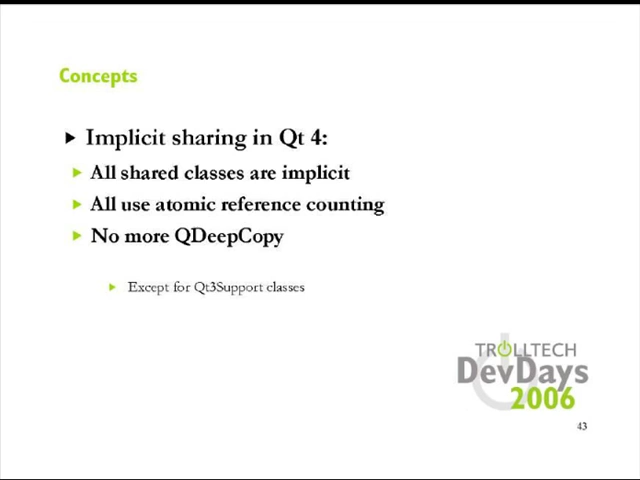 Concepts
Implicit sharing in Qt 4:
All shared classes are implicit
All use atomic reference counting
No more QDeepCopy
Except for Qt3Support classes
TROLLTECH
DevDays
2006
43